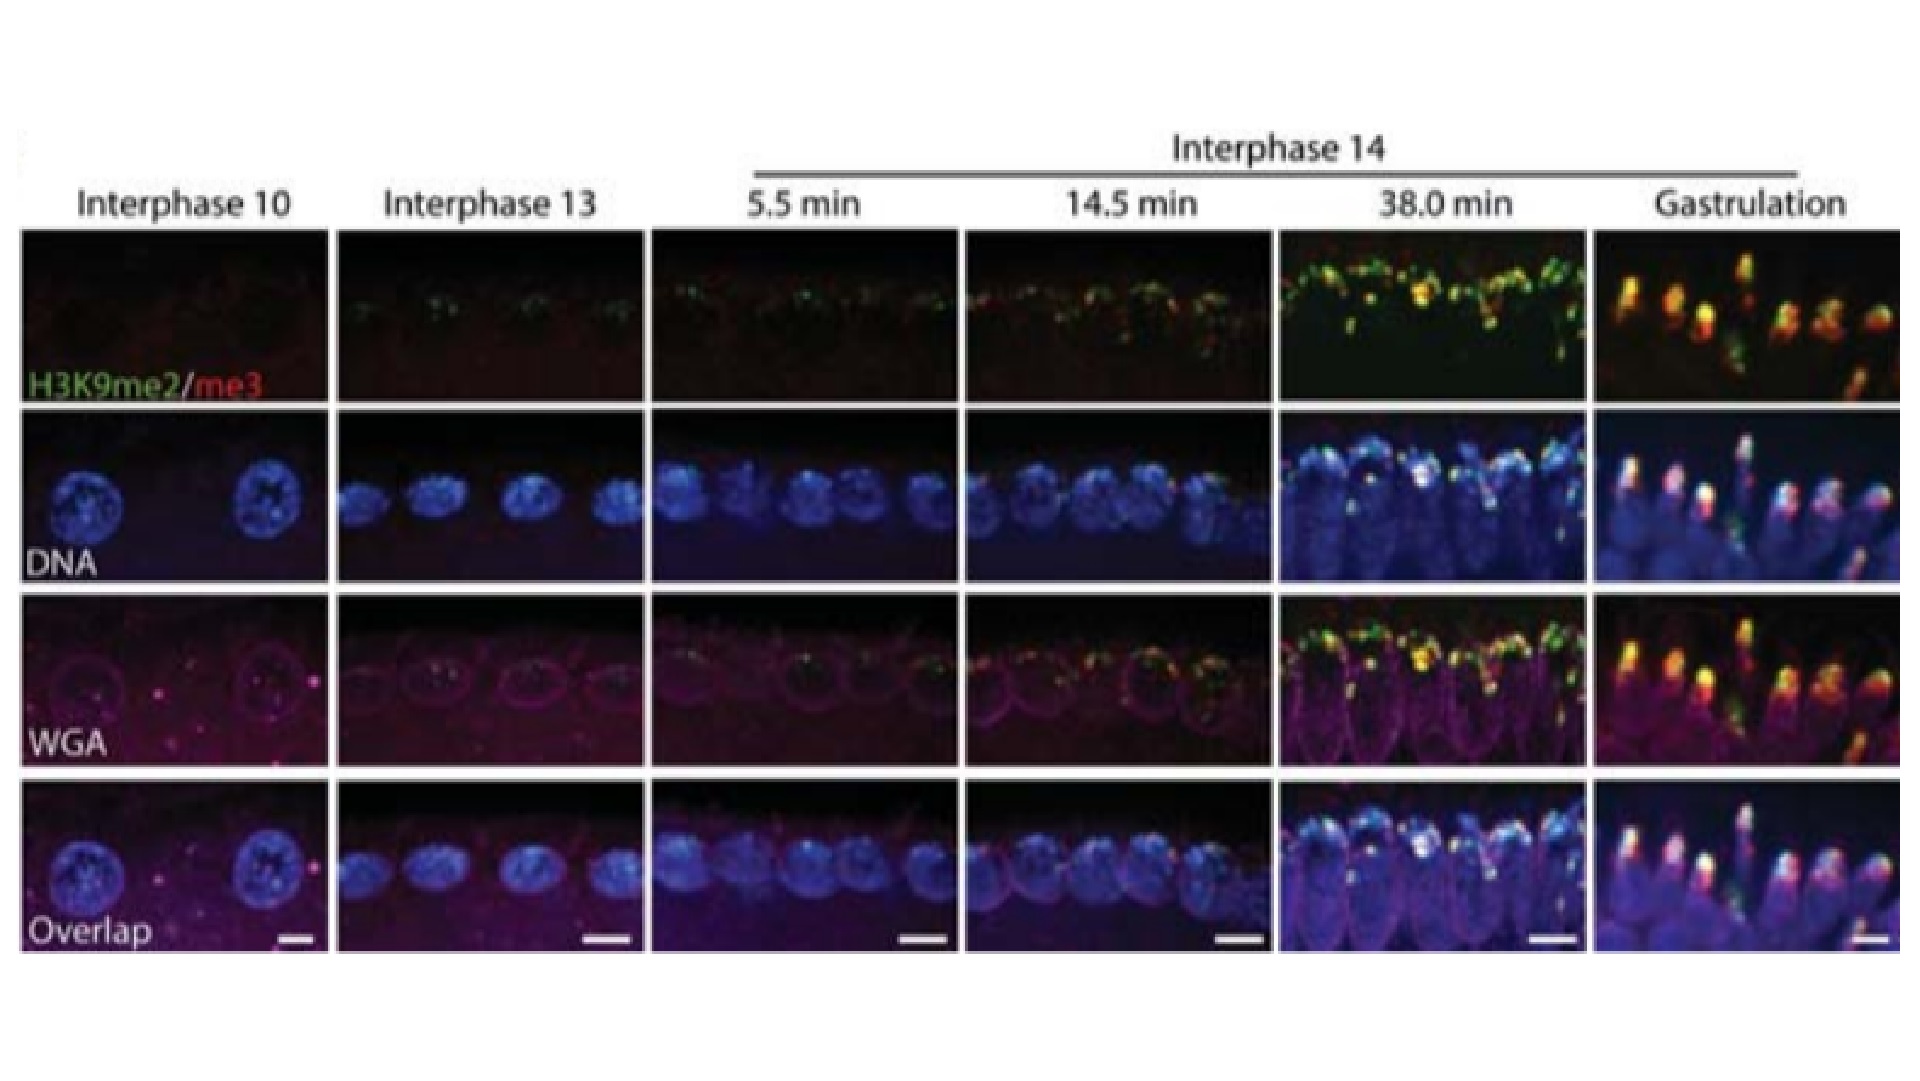 Interphase 14
Interphase 10 Interphase 13 5.5 min 14.5 min 38.0 min Gastrulation
H3K9me2/me3
DNA
WGA
Overlap